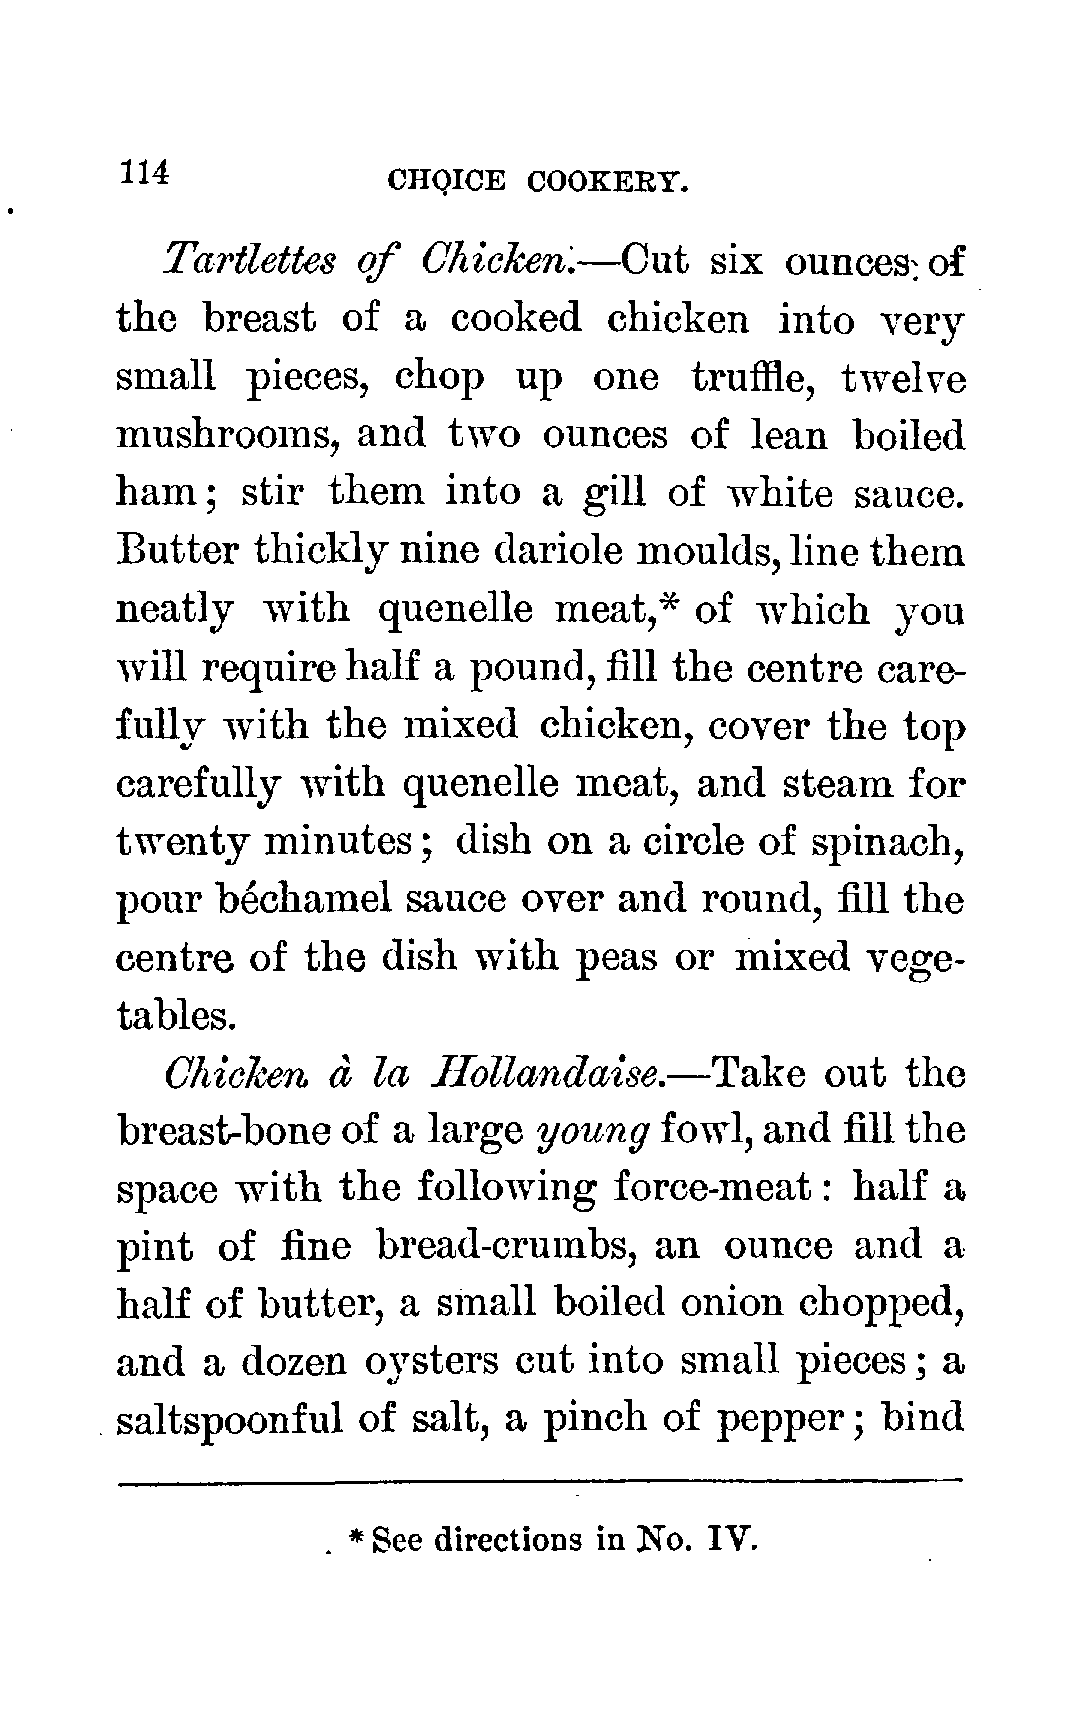 114
CHOICE COOKERY.
Tartlettes of Chicken.—Cut six ounces of
the breast of a cooked chicken into very
small pieces, chop up one truffle, twelve
mushrooms, and two ounces of lean boiled
ham; stir them into a gill of white sauce.
Butter thickly nine dariole moulds, line them
neatly with quenelle meat,* of which you
will require half a pound, fill the centre care-
fully with the mixed chicken, cover the top
carefully with quenelle meat, and steam for
twenty minutes; dish on a circle of spinach,
pour béchamel sauce over and round, fill the
centre of the dish with peas or mixed vege-
tables.
Chicken à la Hollandaise.—Take out the
breast-bone of a large young fowl, and fill the
space with the following force-meat: half a
pint of fine bread-crumbs, an ounce and a
half of butter, a small boiled onion chopped,
and a dozen oysters cut into small pieces; a
saltspoonful of salt, a pinch of pepper; bind
* See directions in No. IV.